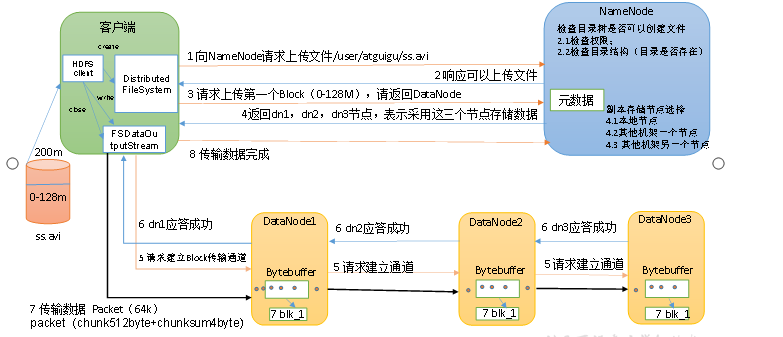 客户端
NameNode
create
HDFS
client
Distributed
FileSystem
write
close
FSDataOu
tputStream
1 向NameNode请求上传文件/user/atguigu/ss.avi
2响应可以上传文件
3 请求上传第一个Block（0-128M），请返回DataNode
4返回dn1，dn2，dn3节点，表示采用这三个节点存储数据
8 传输数据完成
检查目录树是否可以创建文件
2.1检查权限；
2.2检查目录结构（目录是否存在）
元数据
副本存储节点选择
4.1本地节点
4.2其他机架一个节点
4.3 其他机架另一个节点
200m
0-128m
ss.avi
DataNode1
DataNode2
DataNode3
6 dn1应答成功
6 dn2应答成功
6 dn3应答成功
5 请求建立Block传输通道
5 请求建立通道
5 请求建立通道
Bytebuffer
Bytebuffer
Bytebuffer
7 blk_1
7 blk_1
7 blk_1
7 传输数据 Packet（64k）
packet（chunk512byte+chunksum4byte）